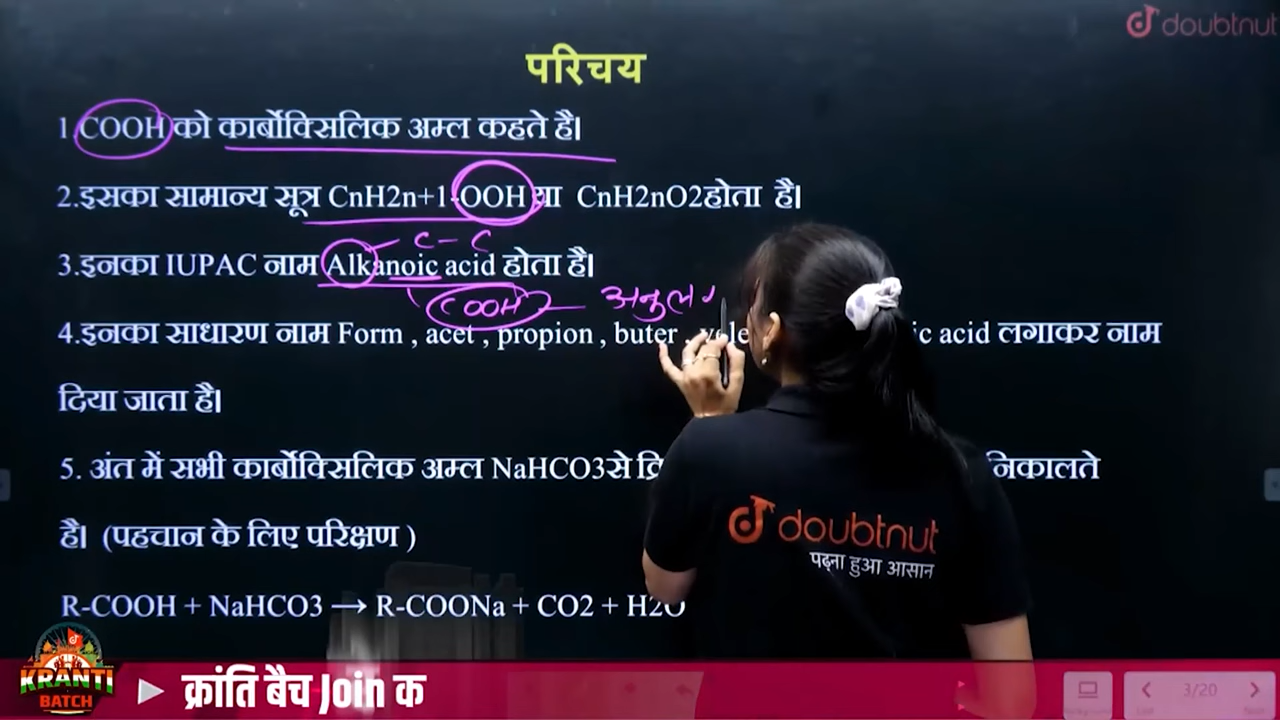 doubtnut
परिचय
1.COOH को कार्बोक्सिलिक अम्ल कहते है।
2.इसका सामान्य सूत्र CnH2n+1-OOH या CnH2nO2होता है।
C - C
3.इनका IUPAC नाम Alkanoic acid होता है।
COOH
4.इनका साधारण नाम Form , acet , propion , buter , acid लगाकर नाम
दिया जाता है।
5. अंत में सभी कार्बोक्सिलिक अम्ल NaHCO3से निकालते
है। (पहचान के लिए परिक्षण )
R-COOH + NaHCO3 → R-COONa + CO2 + H2O
doubtnut
पढ़ना हुआ आसान
KRANTI
BATCH
क्रांति बैच Join क
3/20